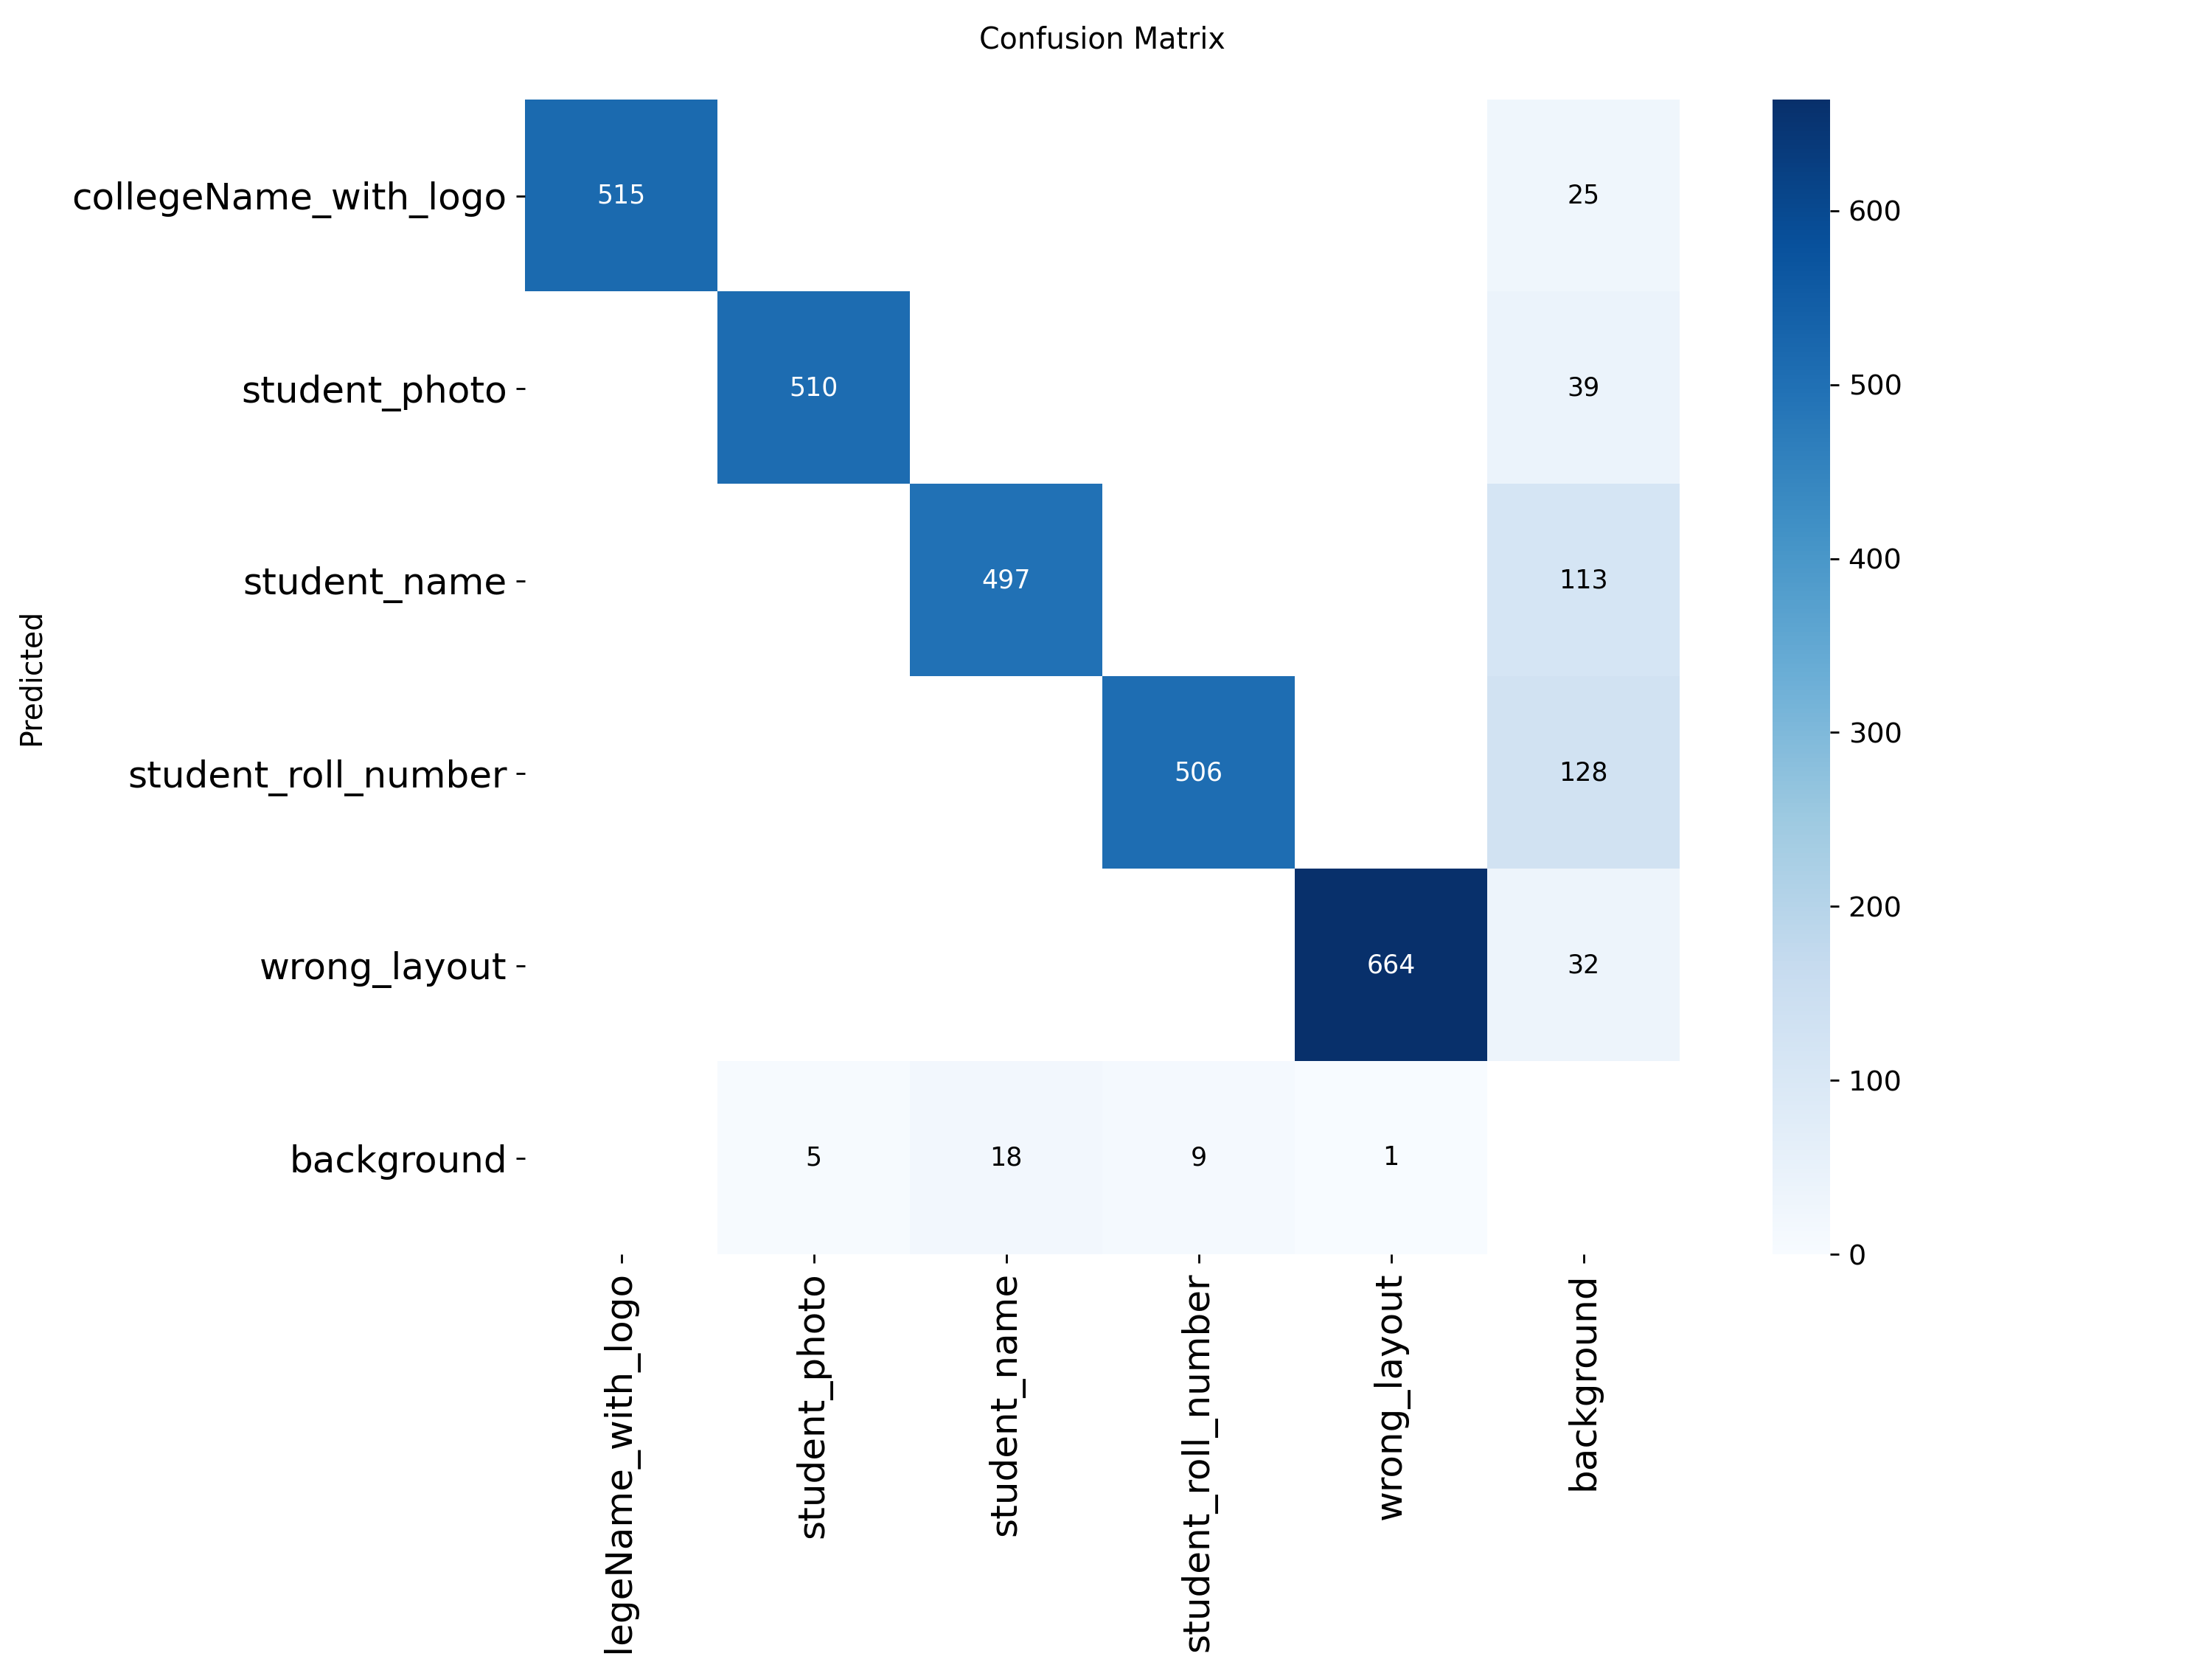 Confusion Matrix
collegeName_with_logo 515 25
600
student_photo 510 39
500
400
student_name 497 113
Predicted
300
student_roll_number 506 128
200
wrong_layout 664 32
100
background 5 18 9 1
0
legeName_with_logo
student_photo
student_name
student_roll_number
wrong_layout
background